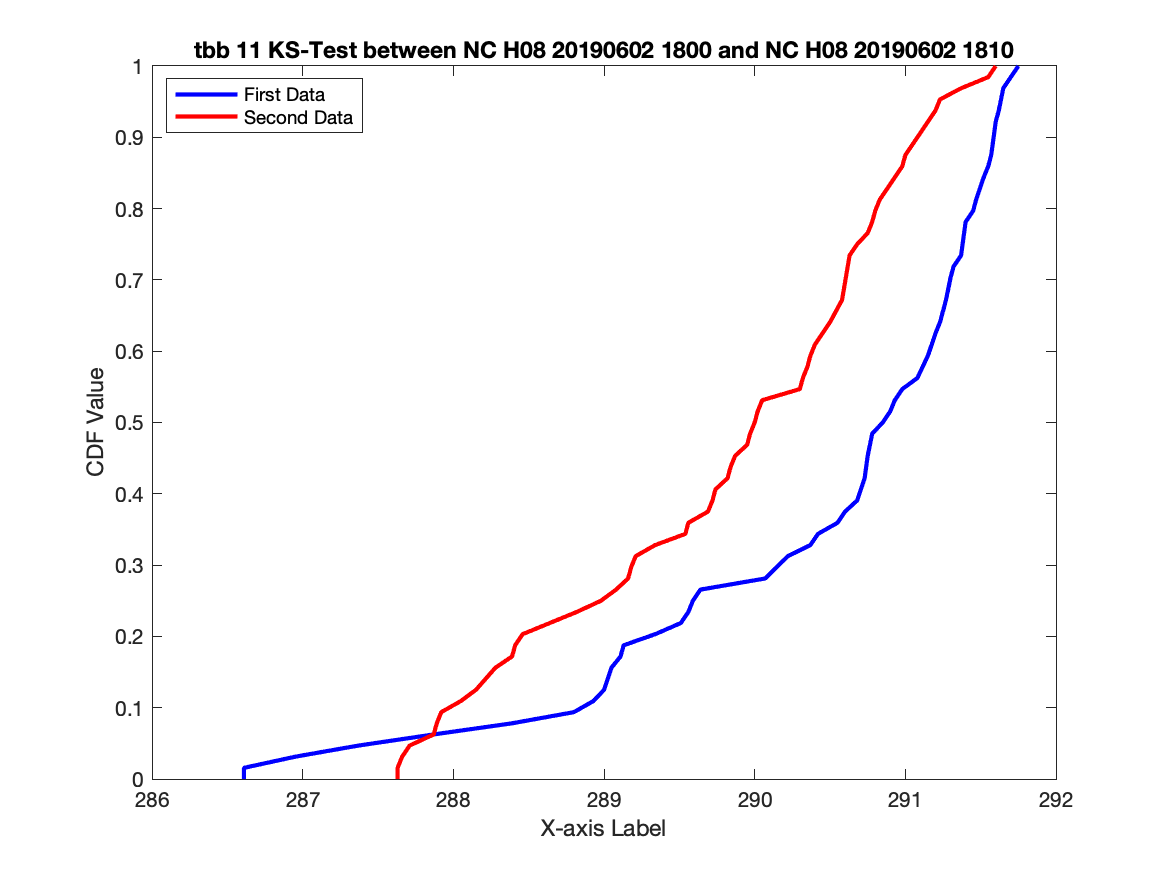 tbb 11 KS-Test between NC H08 20190602 1800 and NC H08 20190602 1810
First Data
Second Data
CDF Value
1
0.9
0.8
0.7
0.6
0.5
0.4
0.3
0.2
0.1
0
286 287 288 289 290 291 292
X-axis Label